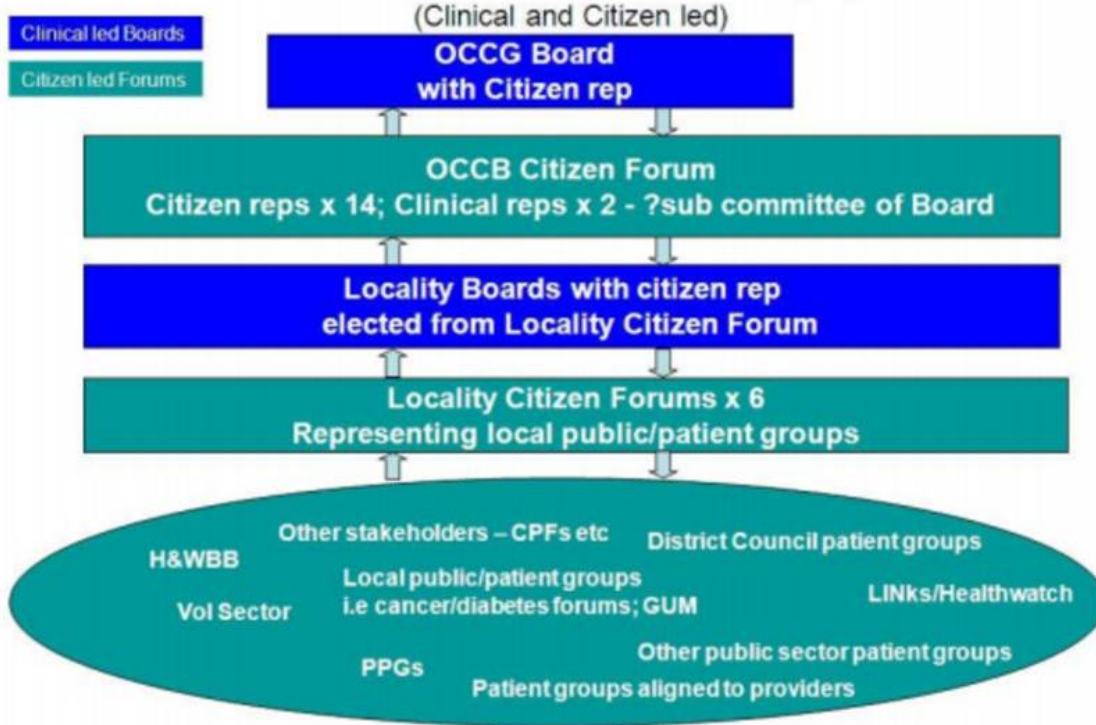 (Clinical and Citizen led)
Clinical led Boards
Citizen led Forums
OCCG Board
with Citizen rep
OCCB Citizen Forum
Citizen reps x 14; Clinical reps x 2 - ?sub committee of Board
Locality Boards with citizen rep
elected from Locality Citizen Forum
Locality Citizen Forums x 6
Representing local public/patient groups
Other stakeholders – CPFs etc
District Council patient groups
H&WBB
Local public/patient groups
i.e cancer/diabetes forums; GUM
LINks/Healthwatch
Vol Sector
Other public sector patient groups
PPGs
Patient groups aligned to providers